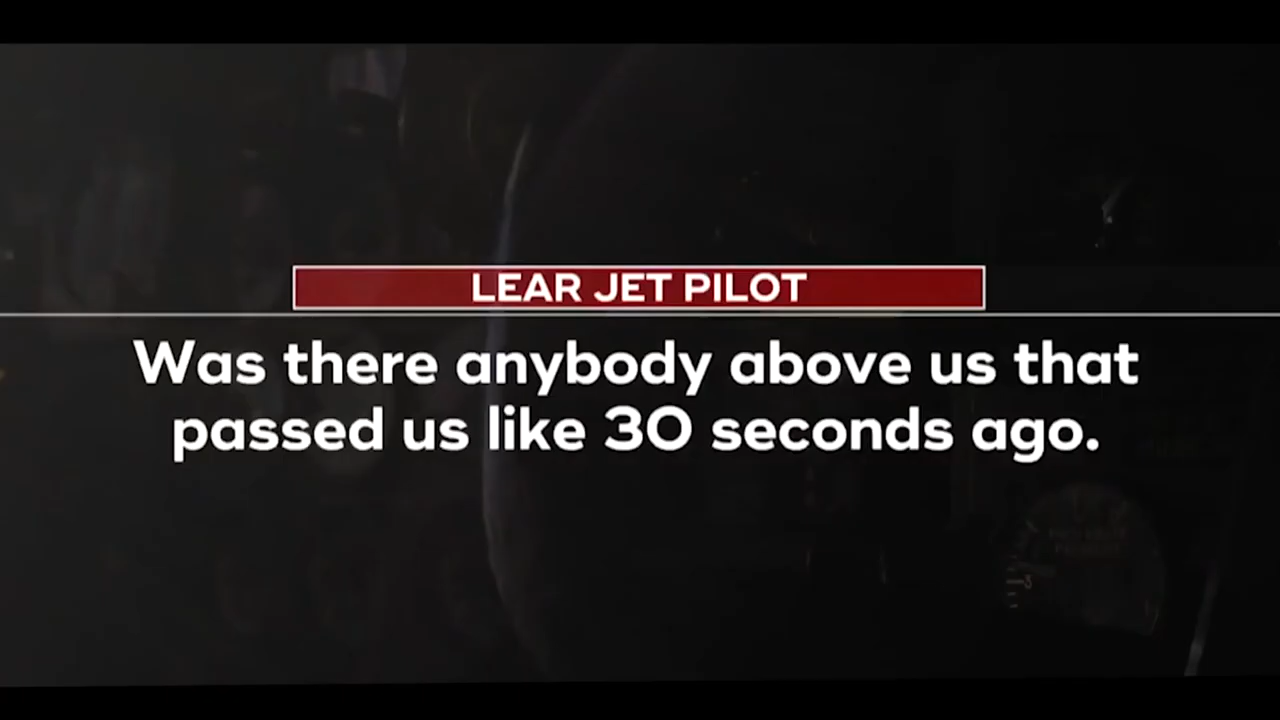 LEAR JET PILOT
Was there anybody above us that
passed us like 30 seconds ago.